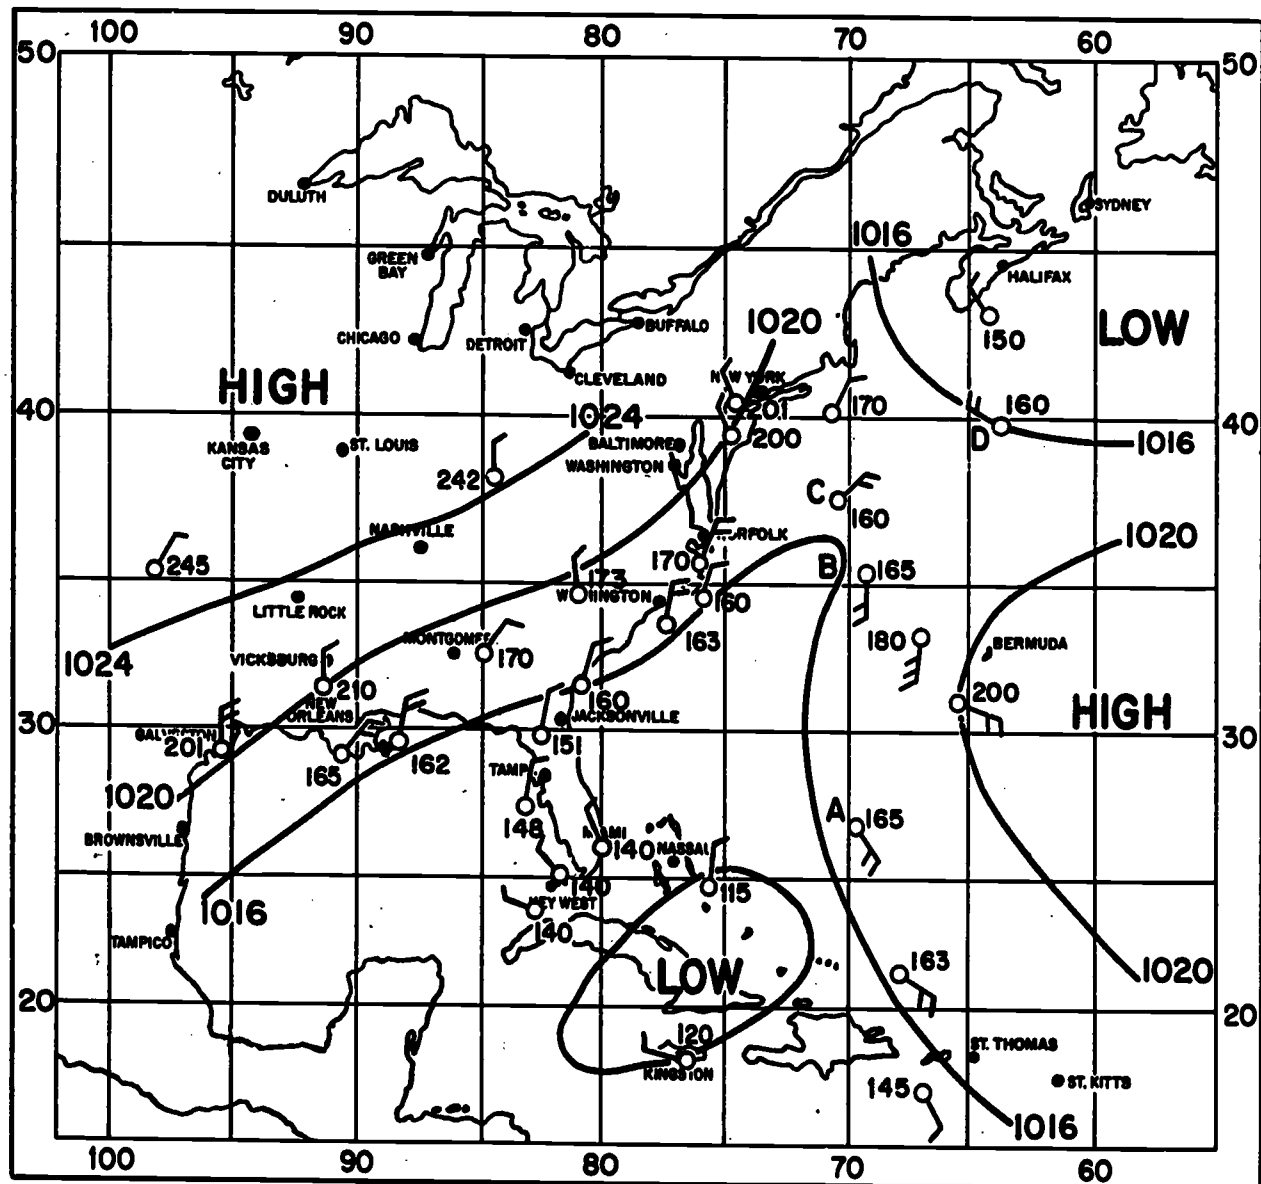 100 90 80 70 60
50 50
DULUTH
SYDNEY
1016
GREEN
BAY
HALIFAX
BUFFALO
1020
CHICAGO
DETROIT
150
LOW
CLEVELAND
HIGH
NEW YORK
40 1024 201 170 160 40
D 1016
KANSAS
CITY
ST. LOUIS
BALTIMORE
200
WASHINGTON
242
C
160
NASHVILLE
NORFOLK
1020
245
170
B 165
173
LITTLE ROCK
160
163
180
BERMUDA
1024
VICKSBURG
170
210
160
200
NEW
ORLEANS
JACKSONVILLE
HIGH
30 201 151 30
165 162
TAMP
1020
148
A 165
BROWNSVILLE
140
NASSAU
140
115
1016
KEY WEST
140
TAMPICO
LOW
163
1020
20 20
120
KINGSTON
ST. THOMAS
145
ST. KITTS
1016
100 90 80 70 60